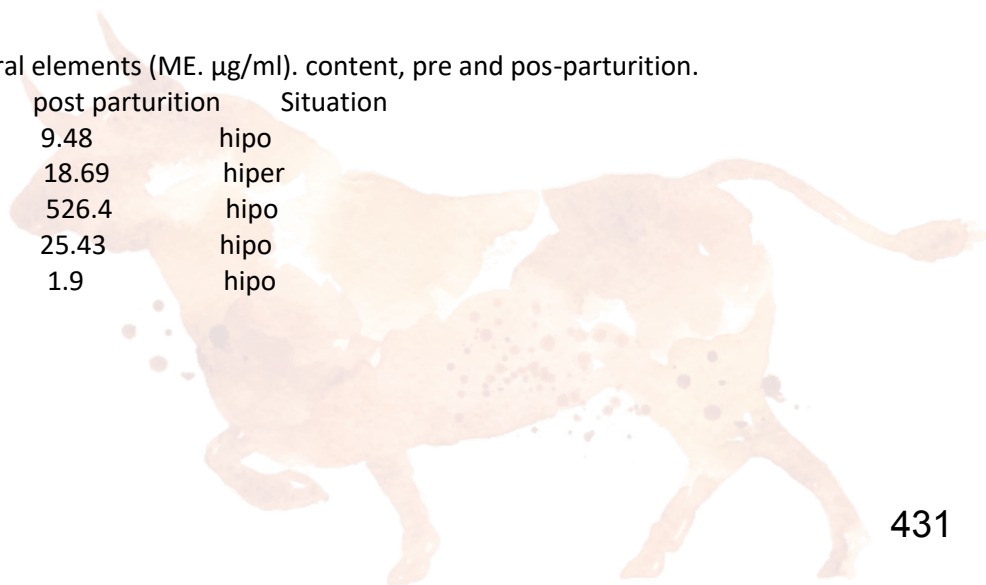 ral elements (ME. µg/ml). content, pre and pos-parturition.
post parturition Situation
9.48 hipo
18.69 hiper
526.4 hipo
25.43 hipo
1.9 hipo
431